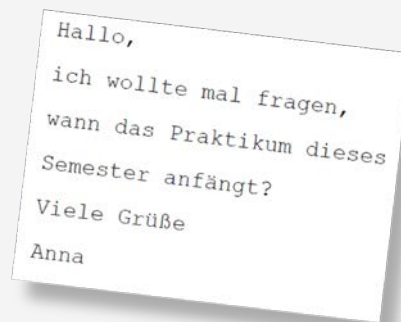 Hallo,
ich wollte mal fragen,
wann das Praktikum dieses
Semester anfängt?
Viele Grüße
Anna